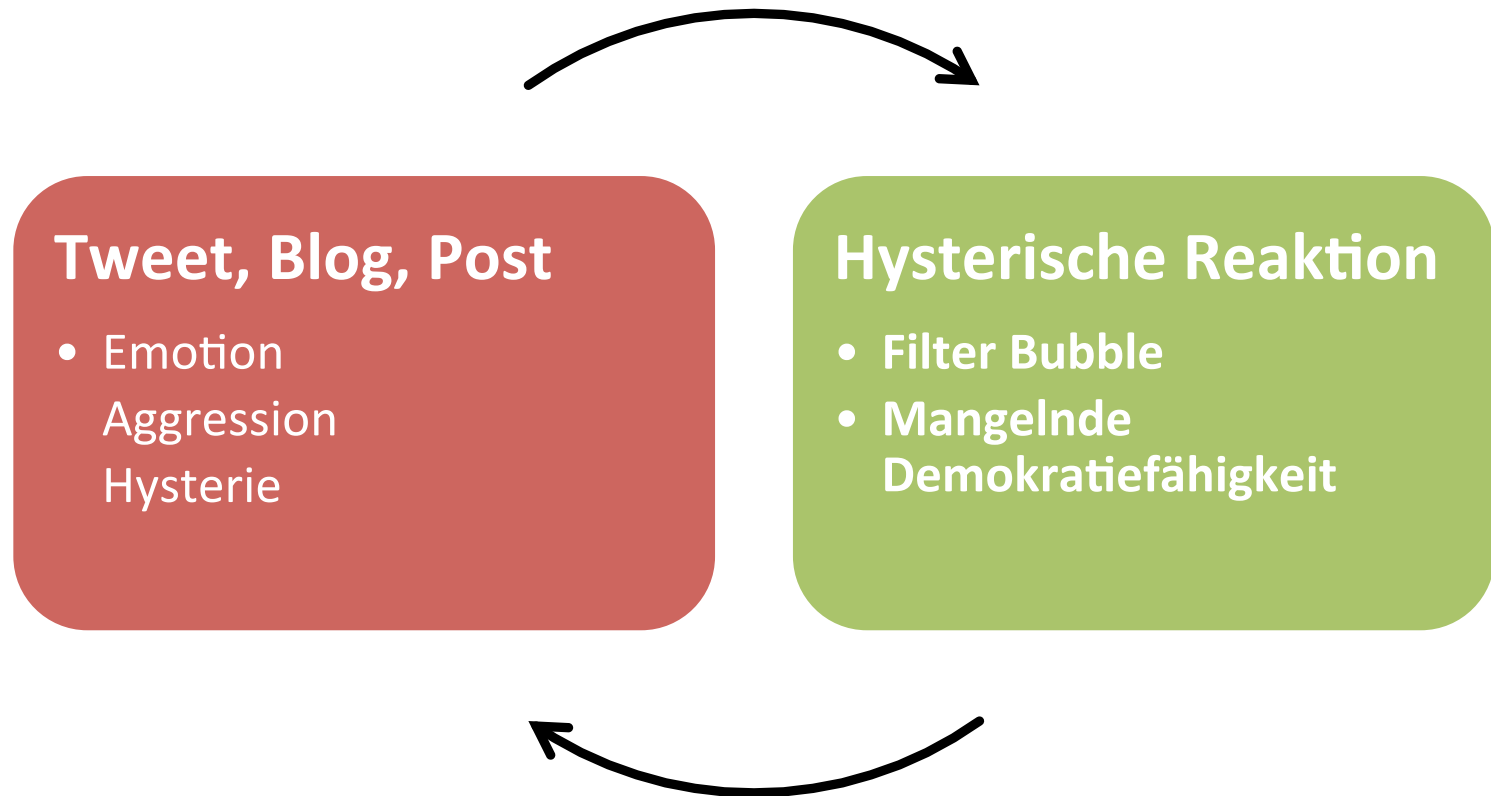 Tweet, Blog, Post
• Emotion
Aggression
Hysterie
Hysterische Reaktion
• Filter Bubble
• Mangelnde
Demokratiefähigkeit